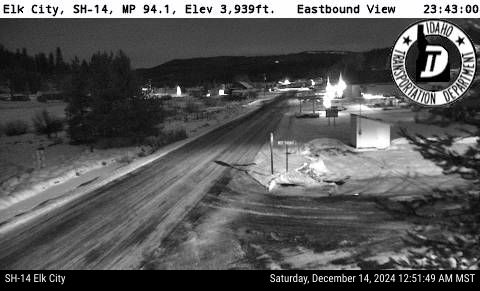 Elk City, SH-14, MP 94.1, Elev 3,939ft. Eastbound View 23:43:00
IDAHO
TRANSPORTATION DEPARTMENT
SH-14 Elk City Saturday, December 14, 2024 12:51:49 AM MST